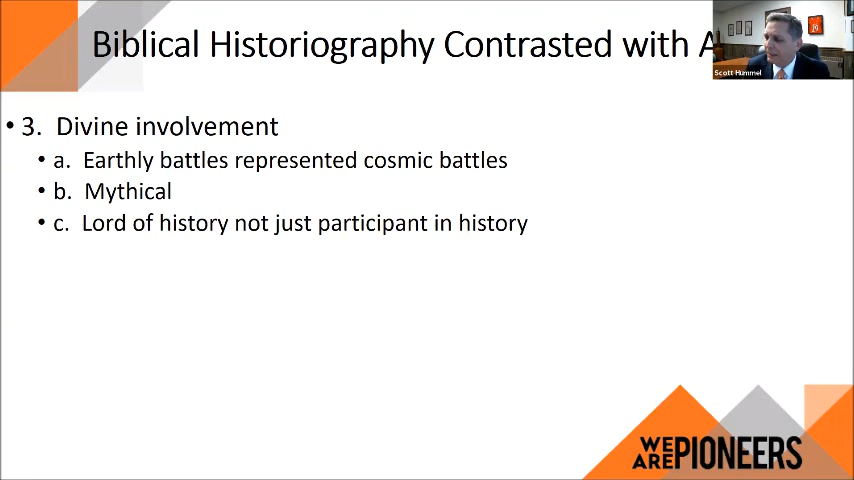 Biblical Historiography Contrasted with A
Scott Hummel
• 3. Divine involvement
• a. Earthly battles represented cosmic battles
• b. Mythical
• c. Lord of history not just participant in history
WE ARE PIONEERS